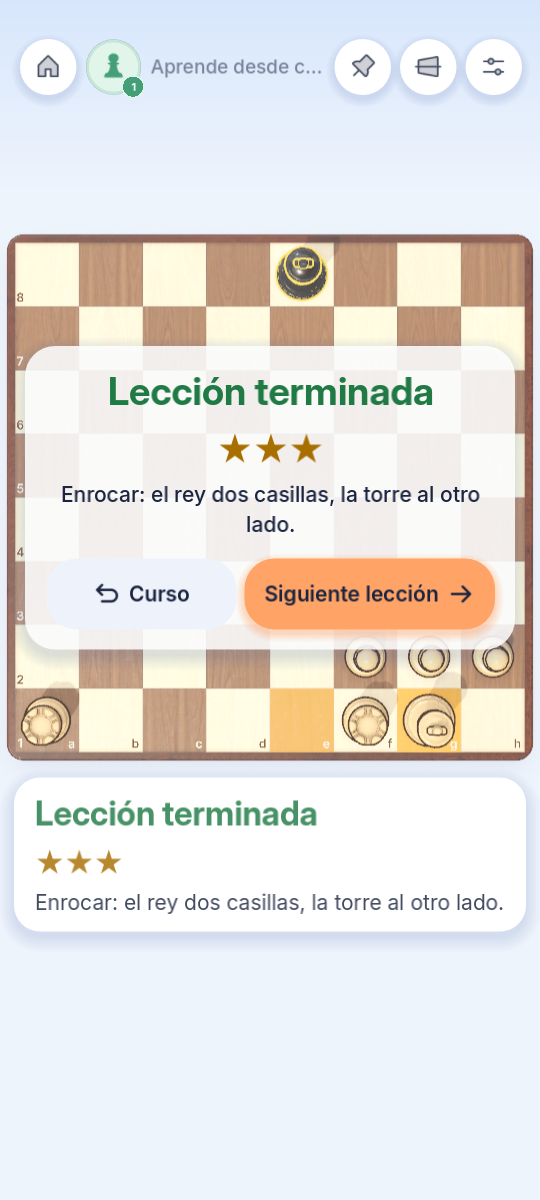 Aprende desde c...
1
8
7
6
5
4
3
2
1 a b c d e f g h
Lección terminada
★★★
Enrocar: el rey dos casillas, la torre al otro
lado.
Curso
Siguiente lección
Lección terminada
★★★
Enrocar: el rey dos casillas, la torre al otro lado.